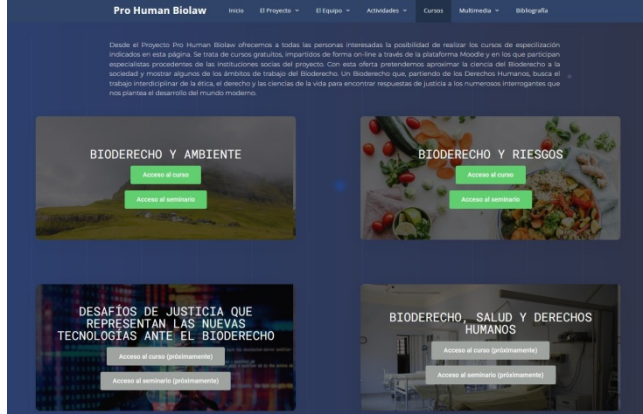 Pro Human Biolaw
Inicio
El Proyecto
El Equipo
Actividades
Cursos
Multimedia
Bibliografía
Desde el Proyecto Pro Human Biolaw ofrecemos a todas las personas interesadas la posibilidad de realizar los cursos de especilización
indicados en esta página. Se trata de cursos gratuitos, impartidos de forma on-line a través de la plataforma Moodle y en los que participan
especialistas procedentes de las instituciones socias del proyecto. Con esta oferta pretendemos aproximar la ciencia del Bioderecho a la
sociedad y mostrar algunos de los ámbitos de trabajo del Bioderecho. Un Bioderecho que, partiendo de los Derechos Humanos, busca el
trabajo interdiciplinar de la ética, el derecho y las ciencias de la vida para encontrar respuestas de justicia a los numerosos interrogantes que
nos plantea el desarrollo del mundo moderno.
BIODERECHO Y AMBIENTE
Acceso al curso
Acceso al seminario
BIODERECHO Y RIESGOS
Acceso al curso
Acceso al seminario
DESAFÍOS DE JUSTICIA QUE
REPRESENTAN LAS NUEVAS
TECNOLOGÍAS ANTE EL BIODERECHO
Acceso al curso (próximamente)
Acceso al seminario (próximamente)
BIODERECHO, SALUD Y DERECHOS
HUMANOS
Acceso al curso (próximamente)
Acceso al seminario (próximamente)